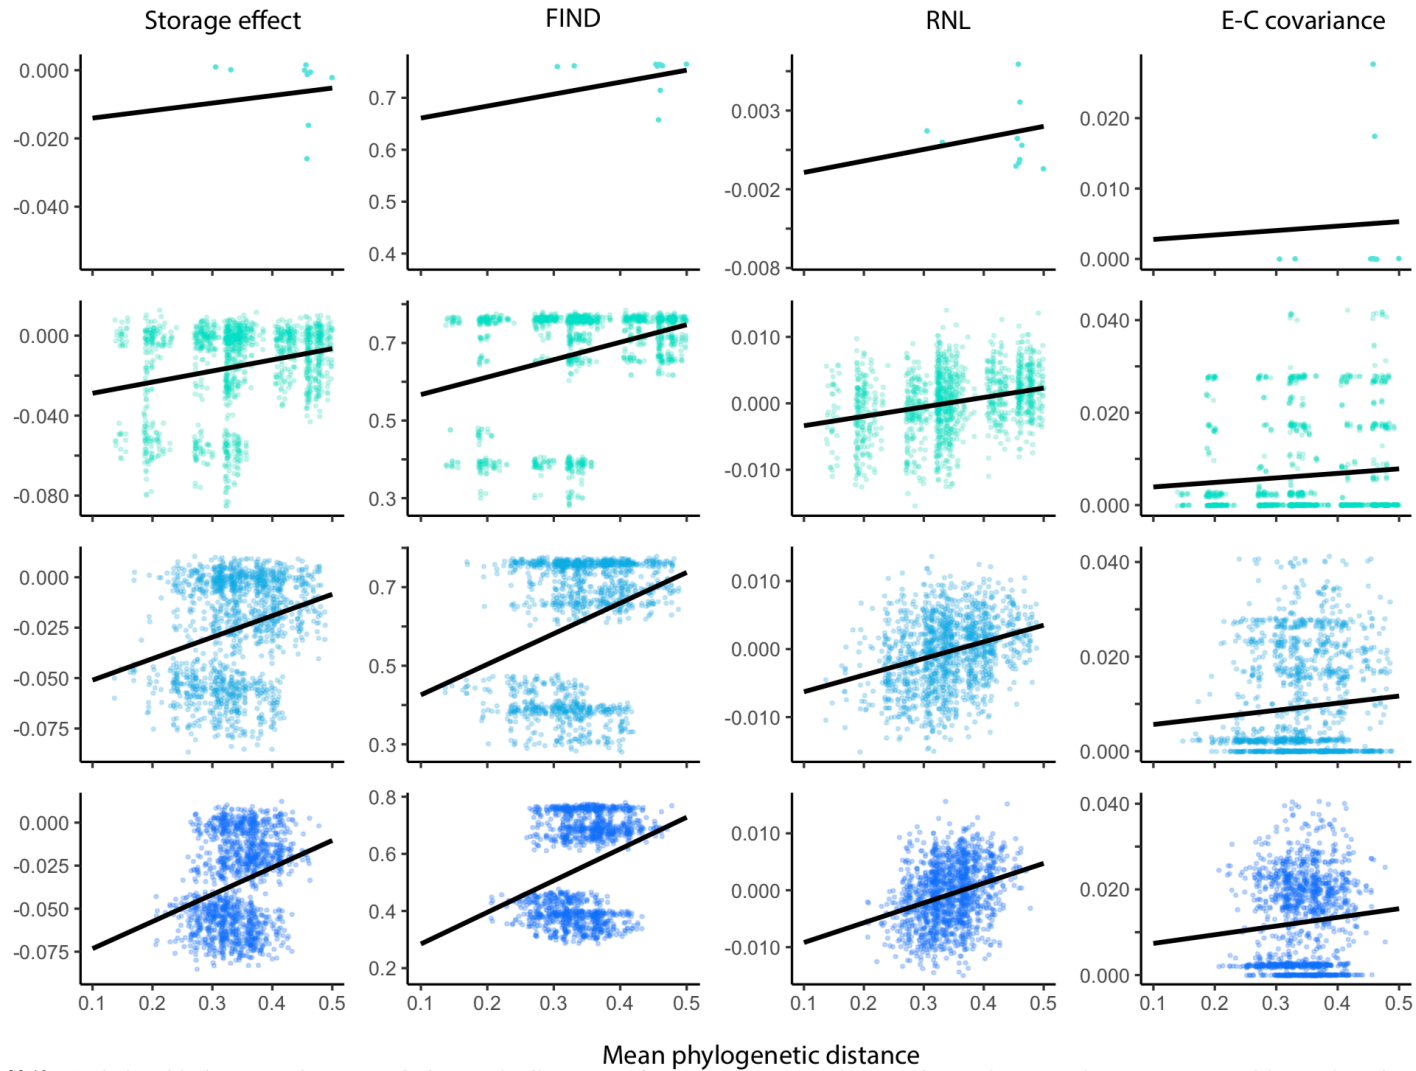 Storage effect FIND RNL E-C covariance
0.000 0.7 0.003 0.020
-0.020 0.6 -0.002 0.010
-0.040 0.5 -0.008 0.000
0.4
0.000 0.7 0.010 0.040
-0.040 0.5 0.000 0.020
-0.080 0.3 -0.010 0.000
0.000 0.7 0.010 0.040
-0.025 0.5 0.000 0.020
-0.050 0.3 -0.010 0.000
-0.075
0.000 0.8 0.010 0.040
-0.025 0.6 0.000 0.020
-0.050 0.4 -0.010 0.000
-0.075 0.2
0.1 0.2 0.3 0.4 0.5 0.1 0.2 0.3 0.4 0.5 0.1 0.2 0.3 0.4 0.5 0.1 0.2 0.3 0.4 0.5
Mean phylogenetic distance